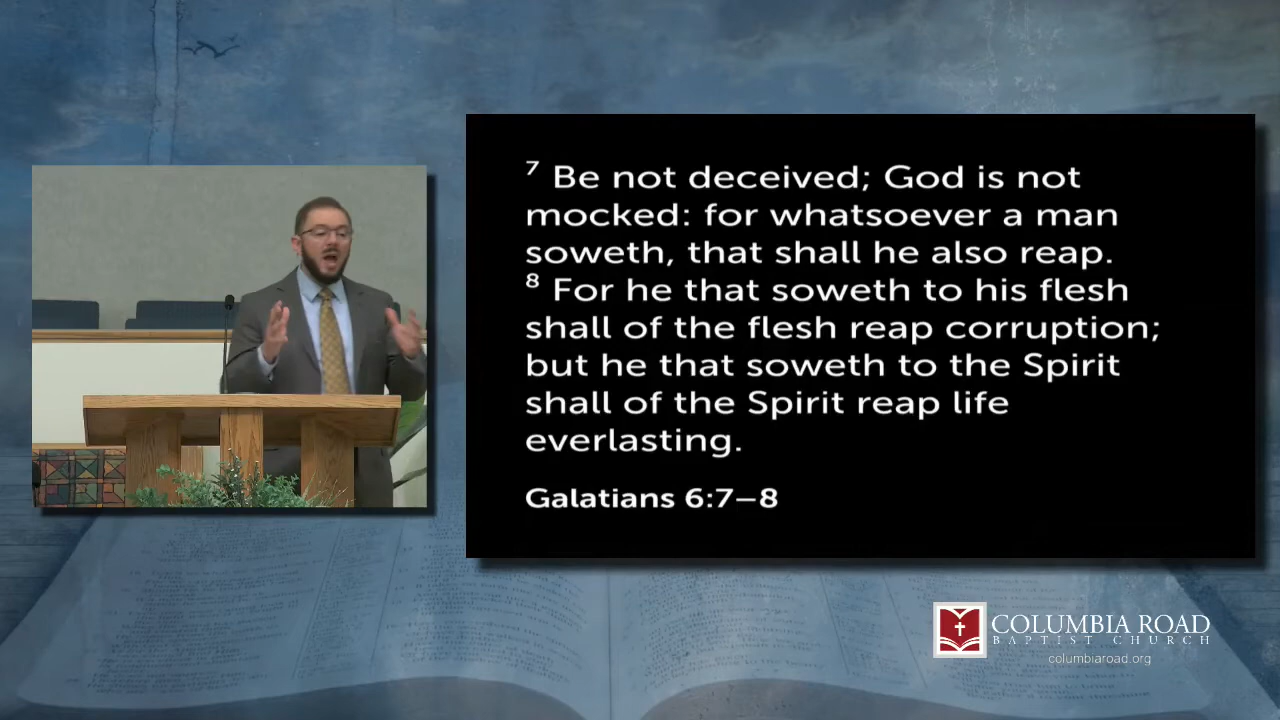 ⁷ Be not deceived; God is not
mocked: for whatsoever a man
soweth, that shall he also reap.
⁸ For he that soweth to his flesh
shall of the flesh reap corruption;
but he that soweth to the Spirit
shall of the Spirit reap life
everlasting.
Galatians 6:7–8
COLUMBIA ROAD
BAPTIST CHURCH
columbiaroad.org